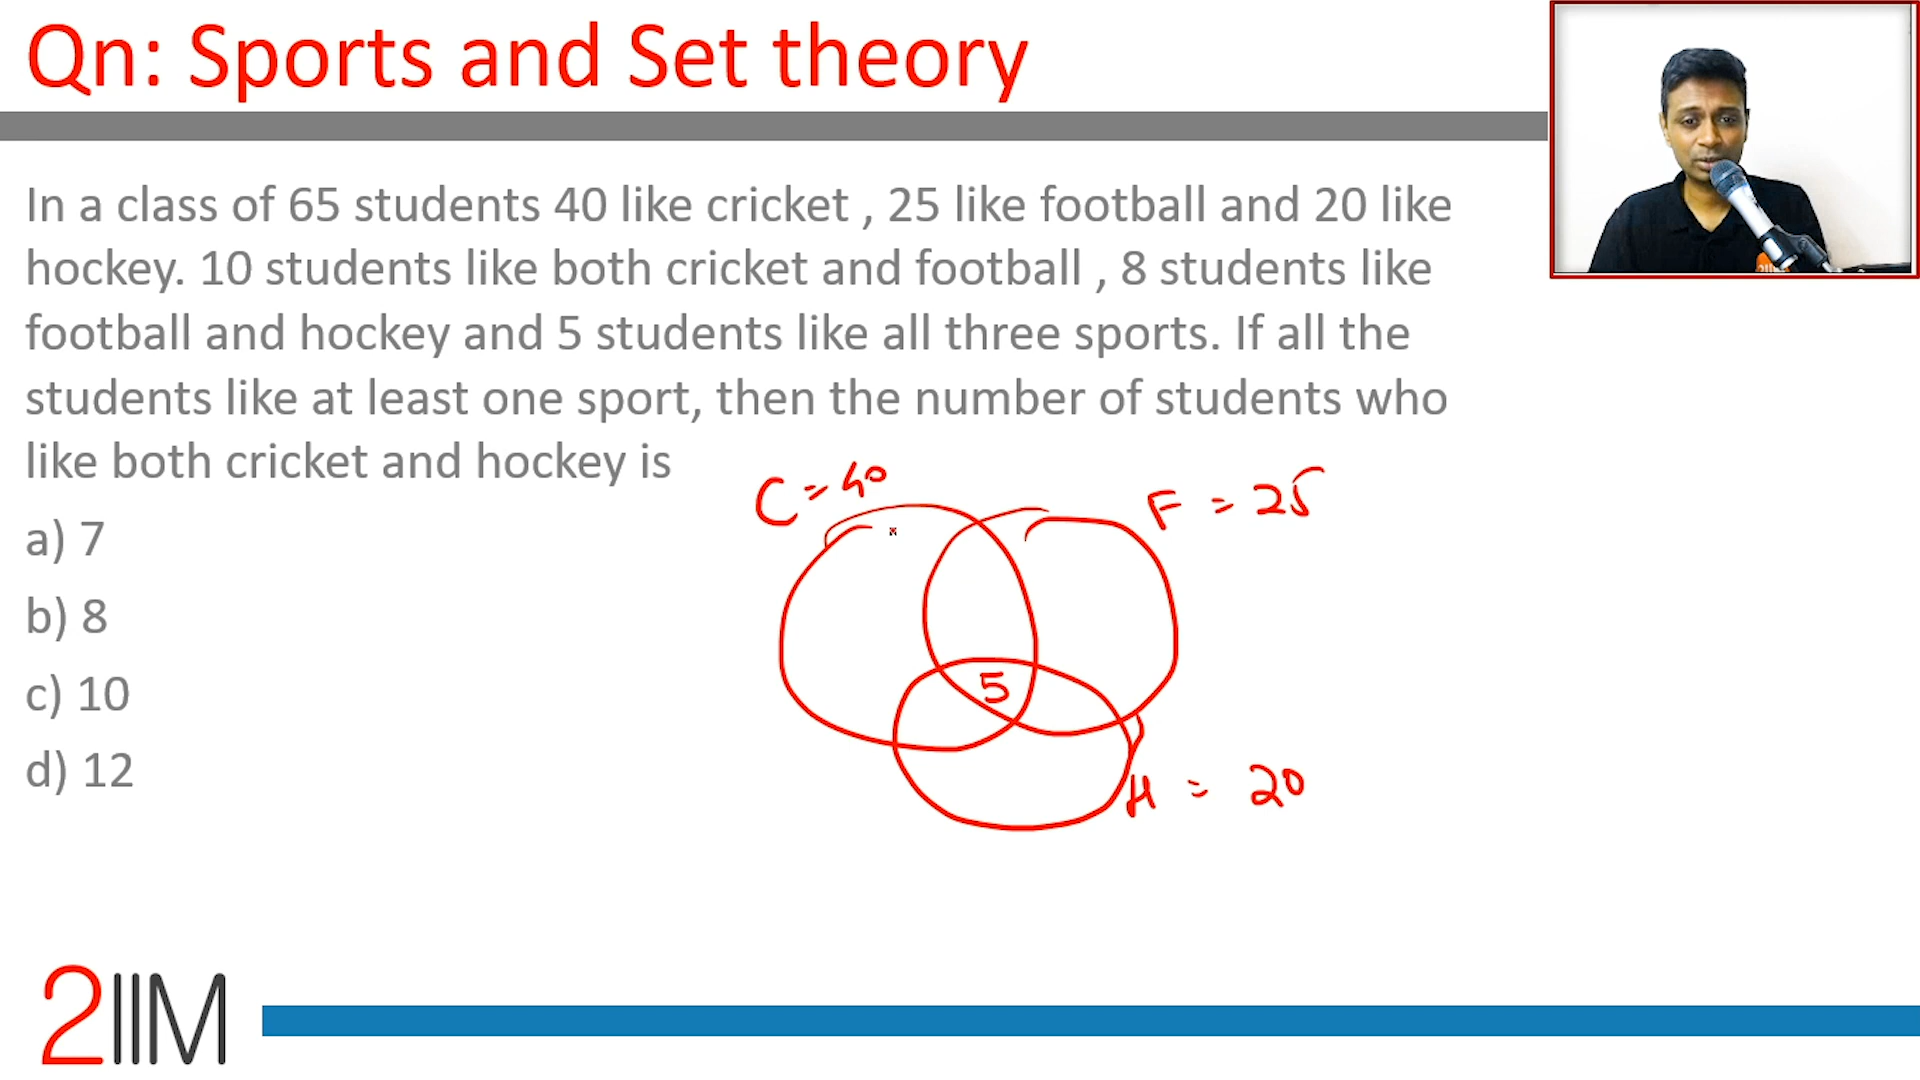 Qn: Sports and Set theory
In a class of 65 students 40 like cricket , 25 like football and 20 like
hockey. 10 students like both cricket and football , 8 students like
football and hockey and 5 students like all three sports. If all the
students like at least one sport, then the number of students who
like both cricket and hockey is
C = 40
F = 25
a) 7
b) 8
5
c) 10
d) 12
H = 20
2IIM